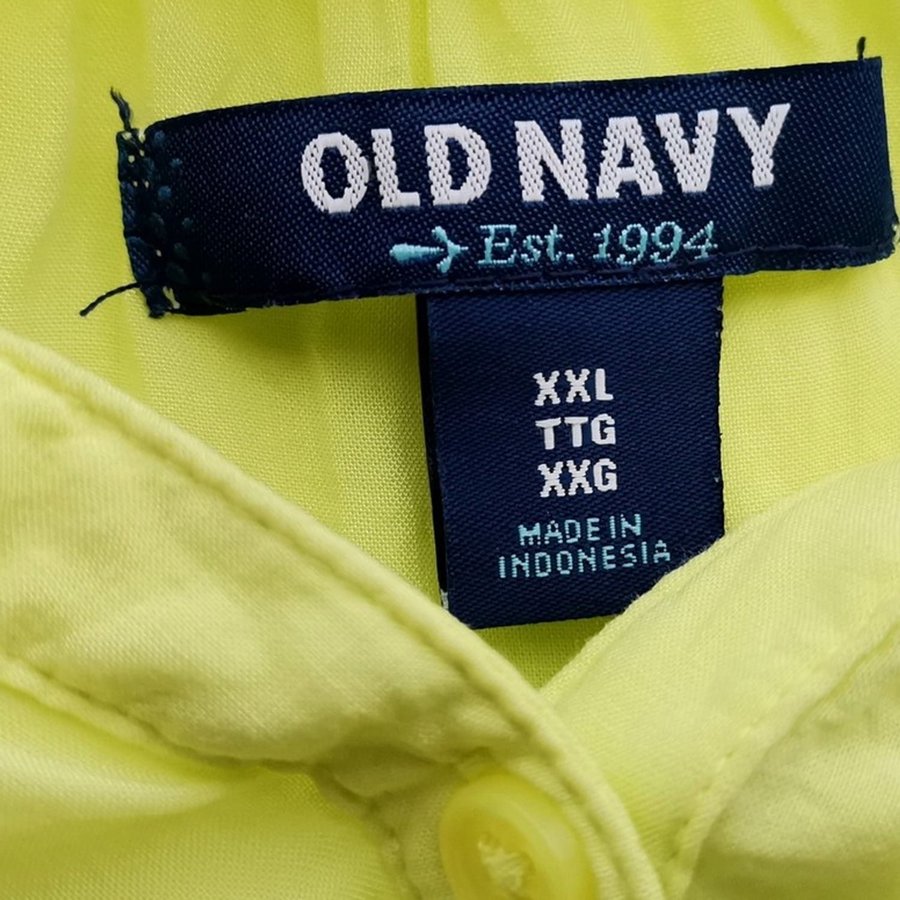 OLD NAVY
Est. 1994
XXL
TTG
XXG
MADE IN
INDONESIA